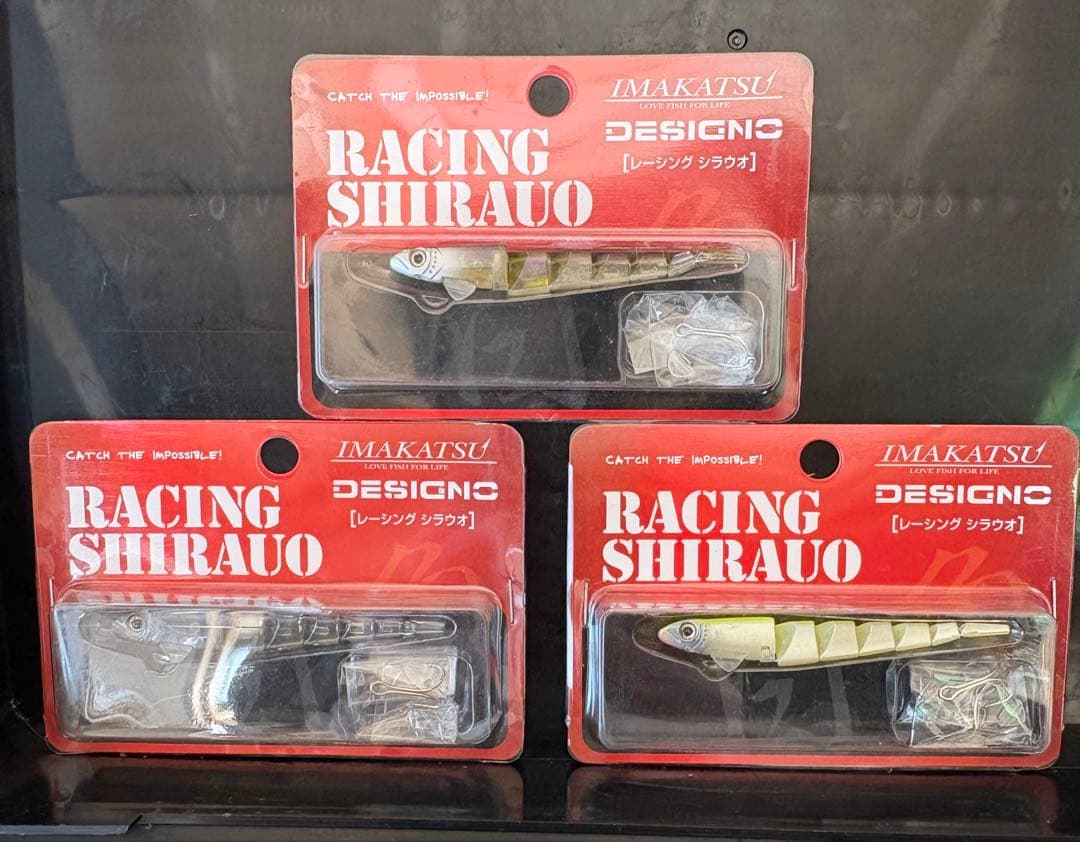 CATCH THE IMPOSSIBLE!
IMAKATSU
LOVE FISH FOR LIFE
DESIGNO
RACING
SHIRAUO
[レーシング シラウオ]
CATCH THE IMPOSSIBLE!
IMAKATSU
LOVE FISH FOR LIFE
DESIGNO
RACING
SHIRAUO
[レーシング シラウオ]
CATCH THE IMPOSSIBLE!
IMAKATSU
LOVE FISH FOR LIFE
DESIGNO
RACING
SHIRAUO
[レーシング シラウオ]